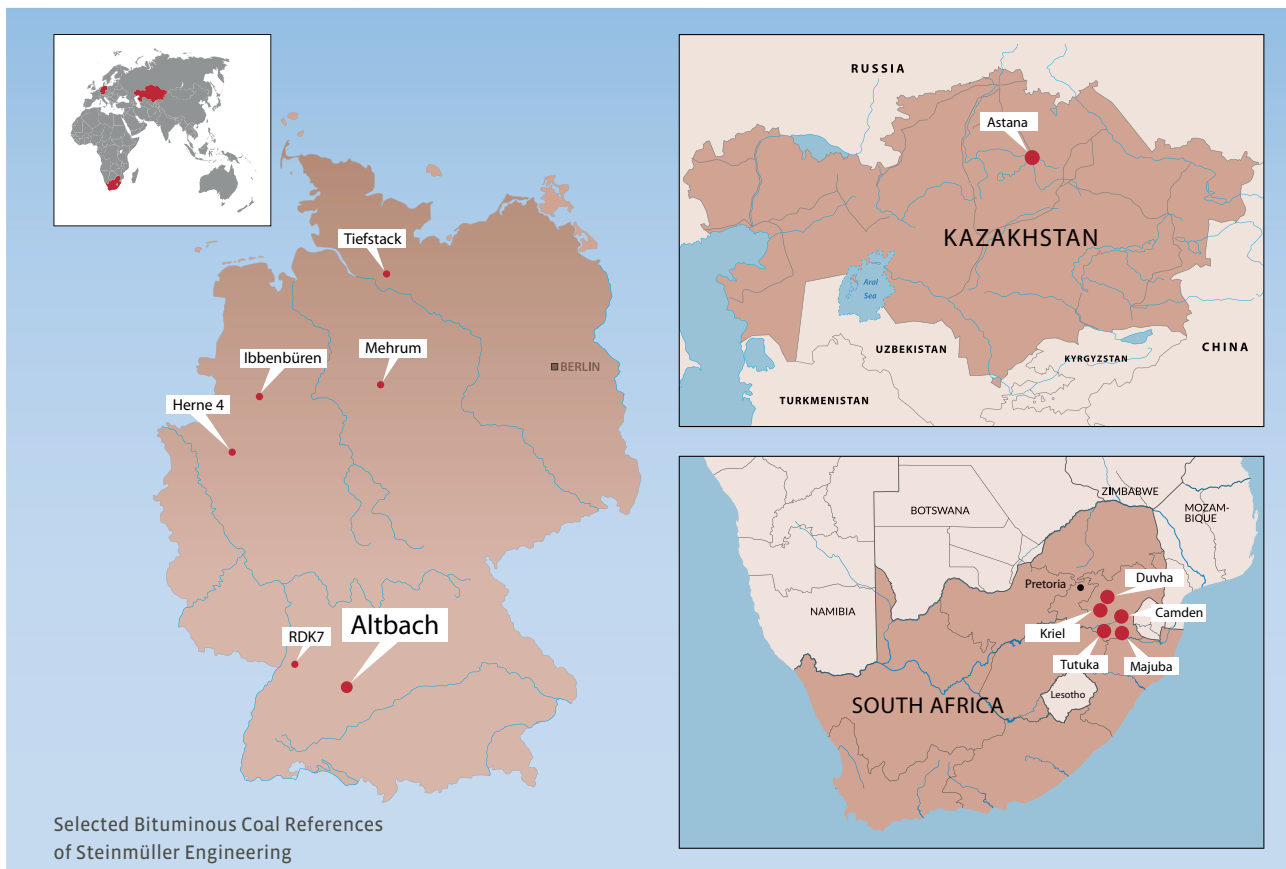 Tiefstack
Ibbenbüren
Mehrum
BERLIN
Herne 4
RDK7
Altbach
Selected Bituminous Coal References
of Steinmüller Engineering
RUSSIA
Astana
KAZAKHSTAN
Aral
Sea
UZBEKISTAN
KYRGYZSTAN
CHINA
TURKMENISTAN
ZIMBABWE
MOZAM-
BIQUE
BOTSWANA
Pretoria
Duvha
NAMIBIA
Camden
Kriel
Tutuka
Majuba
Lesotho
SOUTH AFRICA